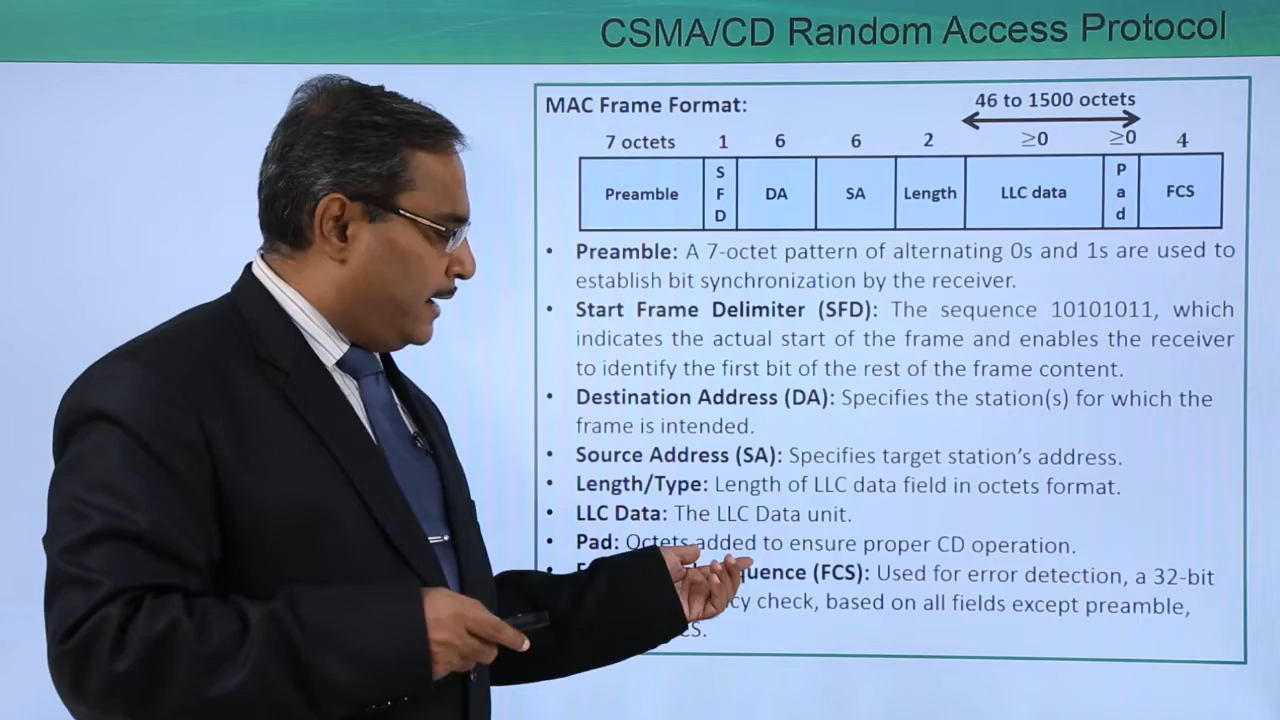 CSMA/CD Random Access Protocol
MAC Frame Format:
46 to 1500 octets
7 octets 1 6 6 2 ≥0 ≥0 4
Preamble SFD DA SA Length LLC data Pad FCS
• Preamble: A 7-octet pattern of alternating 0s and 1s are used to
establish bit synchronization by the receiver.
• Start Frame Delimiter (SFD): The sequence 10101011, which
indicates the actual start of the frame and enables the receiver
to identify the first bit of the rest of the frame content.
• Destination Address (DA): Specifies the station(s) for which the
frame is intended.
• Source Address (SA): Specifies target station's address.
• Length/Type: Length of LLC data field in octets format.
• LLC Data: The LLC Data unit.
• Pad: Octets added to ensure proper CD operation.
• (FCS): Used for error detection, a 32-bit
check, based on all fields except preamble,